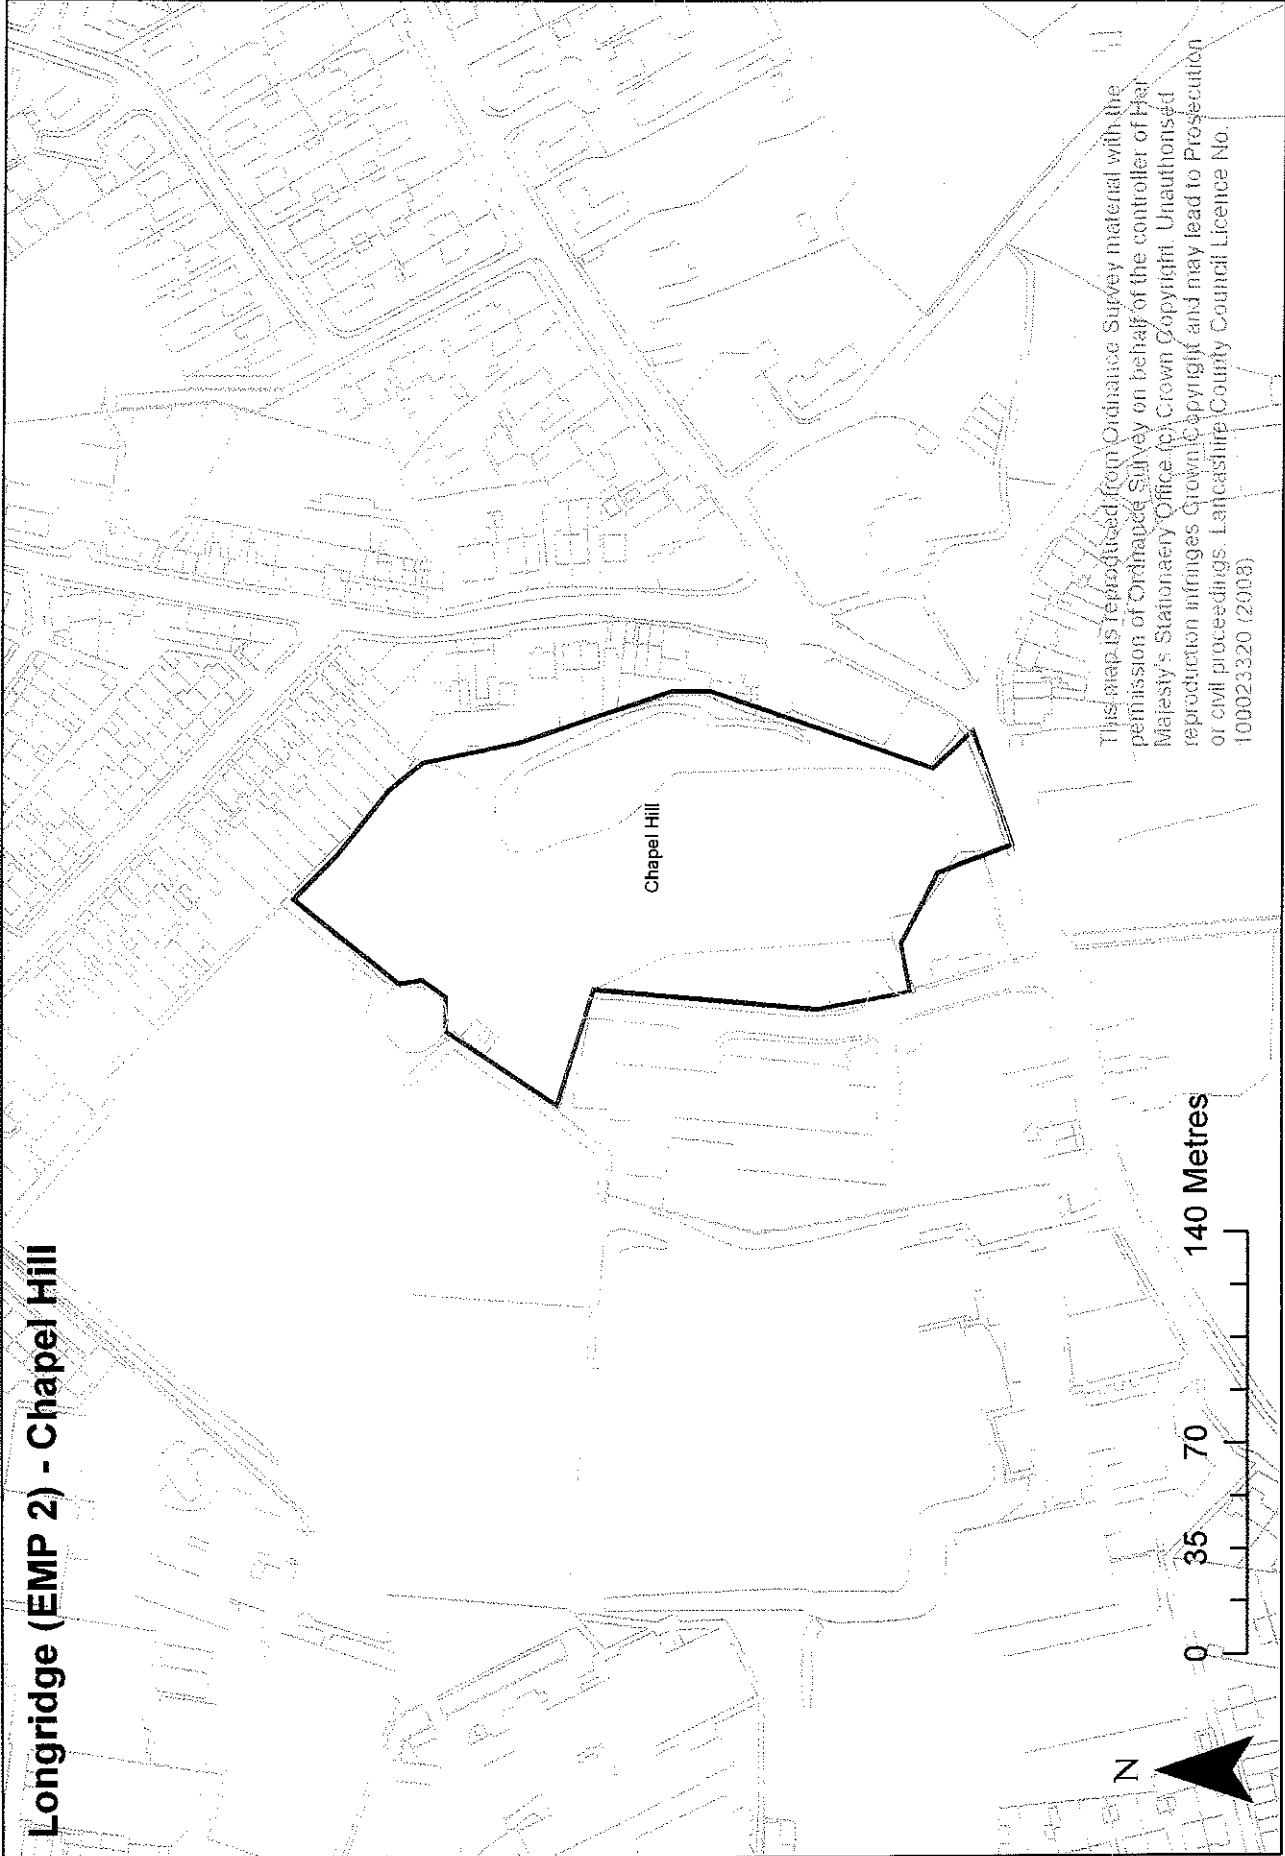 Longridge (EMP 2) - Chapel Hill
Chapel Hill
This map is reproduced from Ordnance Survey material with the
permission of Ordnance Survey on behalf of the controller of Her
Majesty's Stationaery Office (c) Crown Copyright. Unauthorised
reproduction infringes Crown Copyright and may lead to Prosecution
or civil proceedings. Lancashire County Council Licence No.
100023320 (2008)
N
0 35 70 140 Metres